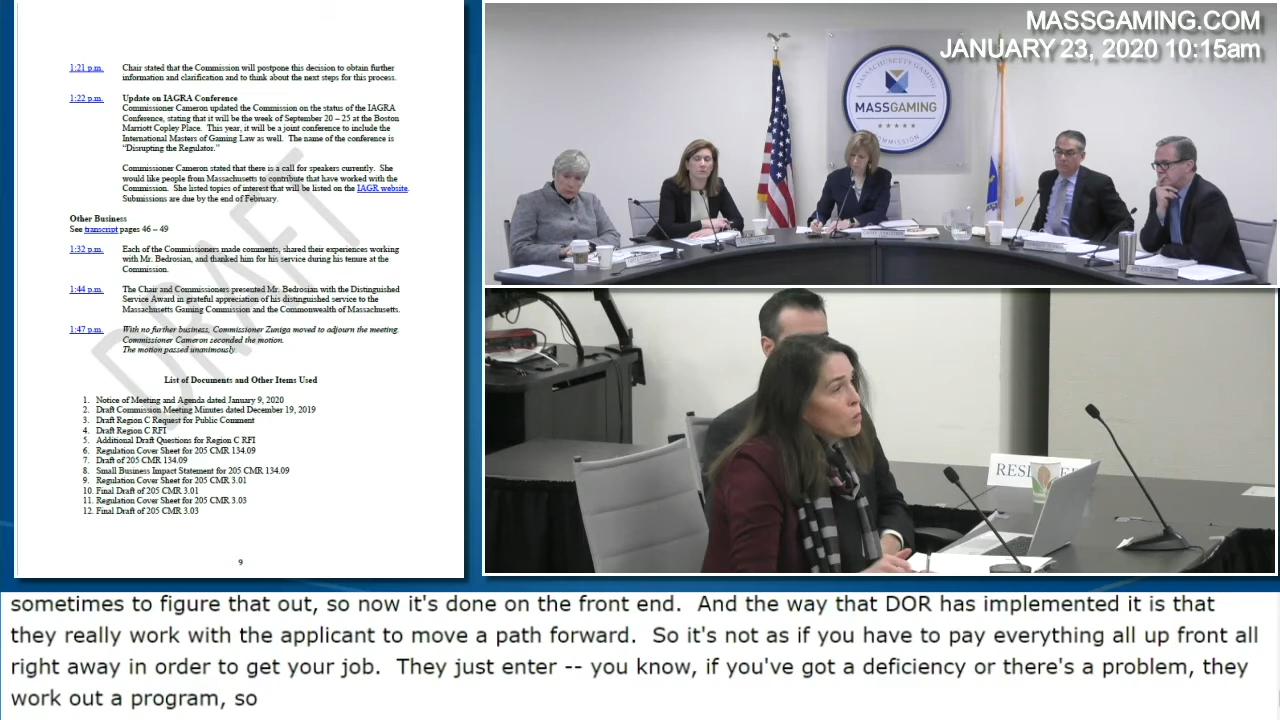 1:21 p.m. Chair stated that the Commission will postpone this decision to obtain further
information and clarification and to think about the next steps for this process.
1:22 p.m. Update on IAGRA Conference
Commissioner Cameron updated the Commission on the status of the IAGRA
Conference, stating that it will be the week of September 20 – 25 at the Boston
Marriott Copley Place. This year, it will be a joint conference to include the
International Masters of Gaming Law as well. The name of the conference is
"Disrupting the Regulator."
Commissioner Cameron stated that there is a call for speakers currently. She
would like people from Massachusetts to contribute that have worked with the
Commission. She listed topics of interest that will be listed on the IAGR website.
Submissions are due by the end of February.
Other Business
See transcript pages 46 – 49
1:32 p.m. Each of the Commissioners made comments, shared their experiences working
with Mr. Bedrosian, and thanked him for his service during his tenure at the
Commission.
1:44 p.m. The Chair and Commissioners presented Mr. Bedrosian with the Distinguished
Service Award in grateful appreciation of his distinguished service to the
Massachusetts Gaming Commission and the Commonwealth of Massachusetts.
1:47 p.m. With no further business, Commissioner Zuniga moved to adjourn the meeting.
Commissioner Cameron seconded the motion.
The motion passed unanimously.
List of Documents and Other Items Used
1. Notice of Meeting and Agenda dated January 9, 2020
2. Draft Commission Meeting Minutes dated December 19, 2019
3. Draft Region C Request for Public Comment
4. Draft Region C RFI
5. Additional Draft Questions for Region C RFI
6. Regulation Cover Sheet for 205 CMR 134.09
7. Draft of 205 CMR 134.09
8. Small Business Impact Statement for 205 CMR 134.09
9. Regulation Cover Sheet for 205 CMR 3.01
10. Final Draft of 205 CMR 3.01
11. Regulation Cover Sheet for 205 CMR 3.03
12. Final Draft of 205 CMR 3.03
9
DRAFT
MASSGAMING.COM
JANUARY 23, 2020 10:15am
MASSACHUSETTS GAMING
MASSGAMING
COMMISSION
sometimes to figure that out, so now it's done on the front end. And the way that DOR has implemented it is that
they really work with the applicant to move a path forward. So it's not as if you have to pay everything all up front all
right away in order to get your job. They just enter -- you know, if you've got a deficiency or there's a problem, they
work out a program, so